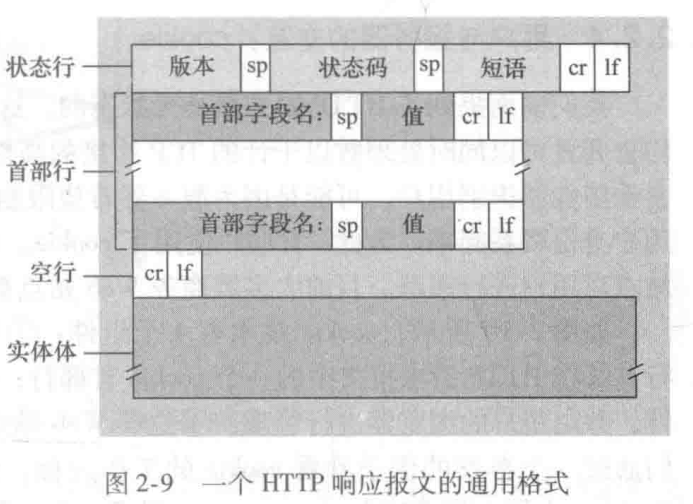 状态行 版本 sp 状态码 sp 短语 cr lf
首部字段名: sp 值 cr lf
首部行
首部字段名: sp 值 cr lf
空行 cr lf
实体体
图 2-9 一个 HTTP 响应报文的通用格式